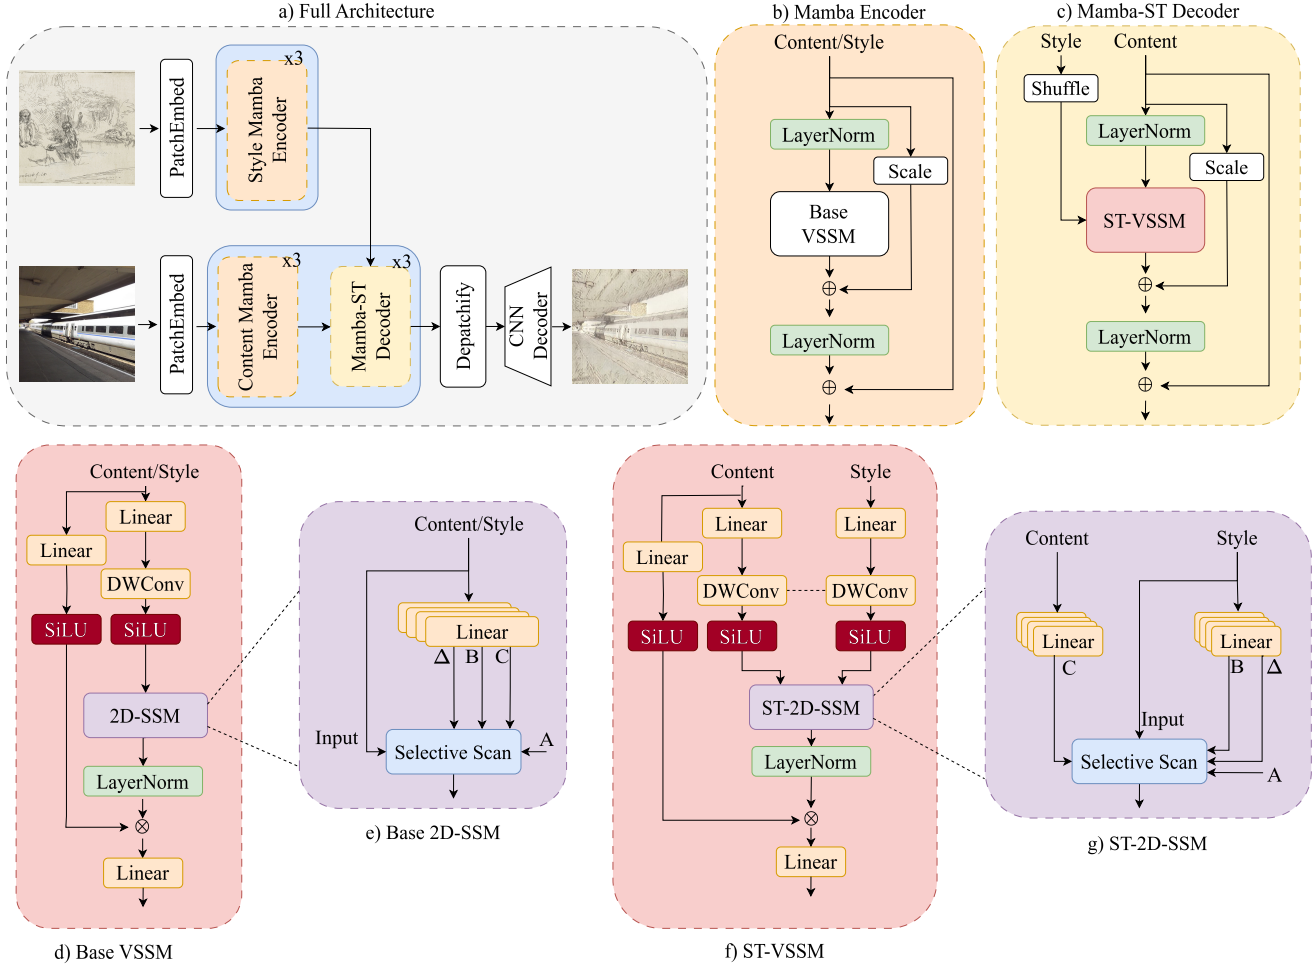 a) Full Architecture
x3
PatchEmbed
Style Mamba
Encoder
PatchEmbed
x3
Content Mamba
Encoder
x3
Mamba-ST
Decoder
Depatchify
CNN
Decoder
b) Mamba Encoder
Content/Style
LayerNorm
Scale
Base
VSSM
LayerNorm
c) Mamba-ST Decoder
Style
Content
Shuffle
LayerNorm
Scale
ST-VSSM
LayerNorm
Content/Style
Linear
Linear
DWConv
SiLU
SiLU
2D-SSM
LayerNorm
Linear
d) Base VSSM
Content/Style
Linear
Δ B C
Input
Selective Scan
A
e) Base 2D-SSM
Content
Style
Linear
Linear
Linear
DWConv
DWConv
SiLU
SiLU
SiLU
ST-2D-SSM
LayerNorm
Linear
f) ST-VSSM
Content
Style
Linear
Linear
C
B
Δ
Input
Selective Scan
A
g) ST-2D-SSM